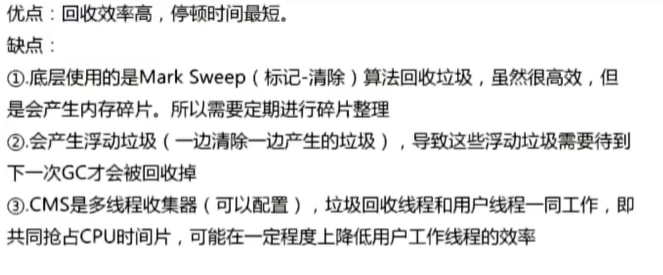 优点：回收效率高，停顿时间最短。
缺点：
①.底层使用的是Mark Sweep（标记-清除）算法回收垃圾，虽然很高效，但
是会产生内存碎片。所以需要定期进行碎片整理
②.会产生浮动垃圾（一边清除一边产生的垃圾），导致这些浮动垃圾需要待到
下一次GC才会被回收掉
③.CMS是多线程收集器（可以配置），垃圾回收线程和用户线程一同工作，即
共同抢占CPU时间片，可能在一定程度上降低用户工作线程的效率